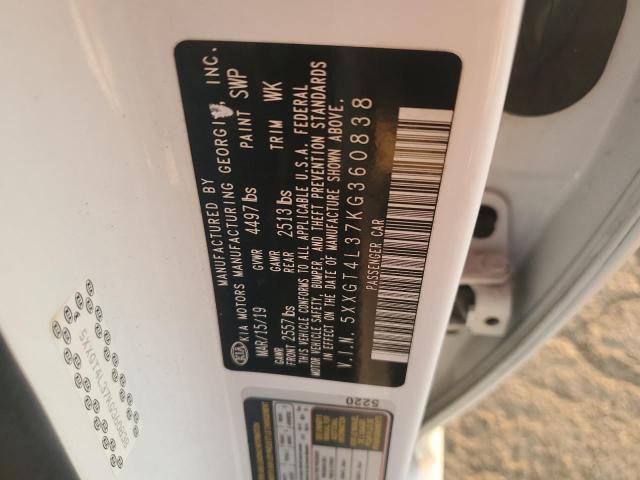 MANUFACTURED BY
KIA KIA MOTORS MANUFACTURING GEORGIA, INC.
MAR/15/19 GVWR 4497lbs PAINT SWP
GAWR FRONT 2557lbs GAWR REAR 2513lbs TRIM WK
THIS VEHICLE CONFORMS TO ALL APPLICABLE U.S.A. FEDERAL
MOTOR VEHICLE SAFETY, BUMPER, AND THEFT PREVENTION STANDARDS
IN EFFECT ON THE DATE OF MANUFACTURE SHOWN ABOVE.
V.I.N. 5XXGT4L37KG360838
PASSENGER CAR
5220
5XXGT4L37KG360838